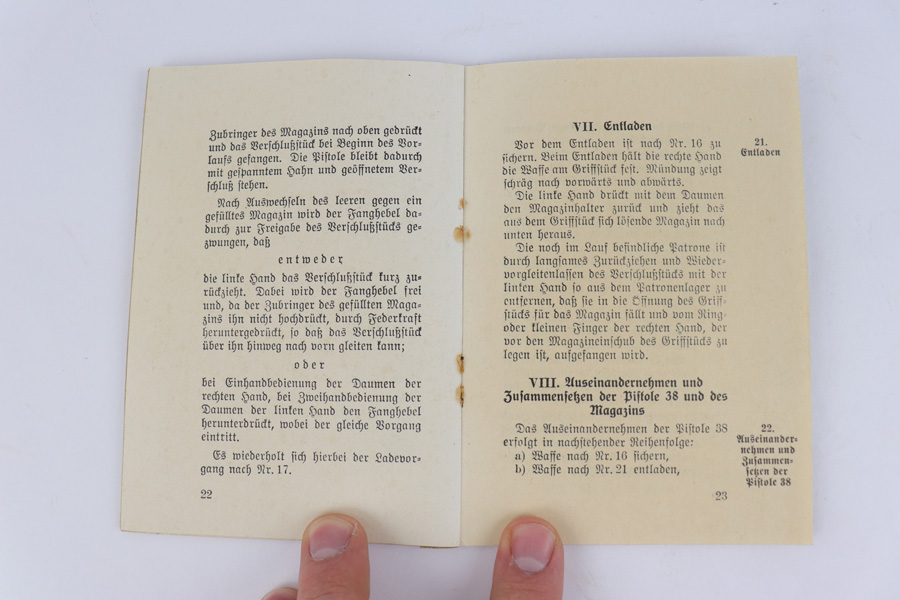 Zubringer des Magazins nach oben gedrückt
und das Verschlußstück bei Beginn des Vor-
laufs gefangen. Die Pistole bleibt dadurch
mit gespanntem Hahn und geöffnetem Ver-
schluß stehen.
Nach Auswechseln des leeren gegen ein
gefülltes Magazin wird der Fanghebel da-
durch zur Freigabe des Verschlußstücks ge-
zwungen, daß
entweder
die linke Hand das Verschlußstück kurz zu-
rückzieht. Dabei wird der Fanghebel frei
und, da der Zubringer des gefüllten Maga-
zins ihn nicht hochdrückt, durch Federkraft
heruntergedrückt, so daß das Verschlußstück
über ihn hinweg nach vorn gleiten kann;
oder
bei Einhandbedienung der Daumen der
rechten Hand, bei Zweihandbedienung der
Daumen der linken Hand den Fanghebel
herunterdrückt, wobei der gleiche Vorgang
eintritt.
Es wiederholt sich hierbei der Ladevor-
gang nach Nr. 17.
22
VII. Entladen
Vor dem Entladen ist nach Nr. 16 zu
sichern. Beim Entladen hält die rechte Hand
die Waffe am Griffstück fest. Mündung zeigt
schräg nach vorwärts und abwärts.
Die linke Hand drückt mit dem Daumen
den Magazinhalter zurück und zieht das
aus dem Griffstück sich lösende Magazin nach
unten heraus.
Die noch im Lauf befindliche Patrone ist
durch langsames Zurückziehen und Wieder-
vorgleitenlassen des Verschlußstücks mit der
linken Hand so aus dem Patronenlager zu
entfernen, daß sie in die Öffnung des Griff-
stücks für das Magazin fällt und vom Ring-
oder kleinen Finger der rechten Hand, der
vor den Magazineinschub des Griffstücks zu
legen ist, aufgefangen wird.
21.
Entladen
VIII. Auseinandernehmen und
Zusammensetzen der Pistole 38 und des
Magazins
Das Auseinandernehmen der Pistole 38
erfolgt in nachstehender Reihenfolge:
a) Waffe nach Nr. 16 sichern,
b) Waffe nach Nr. 21 entladen,
22.
Auseinander-
nehmen und
Zusammen-
setzen der
Pistole 38
23